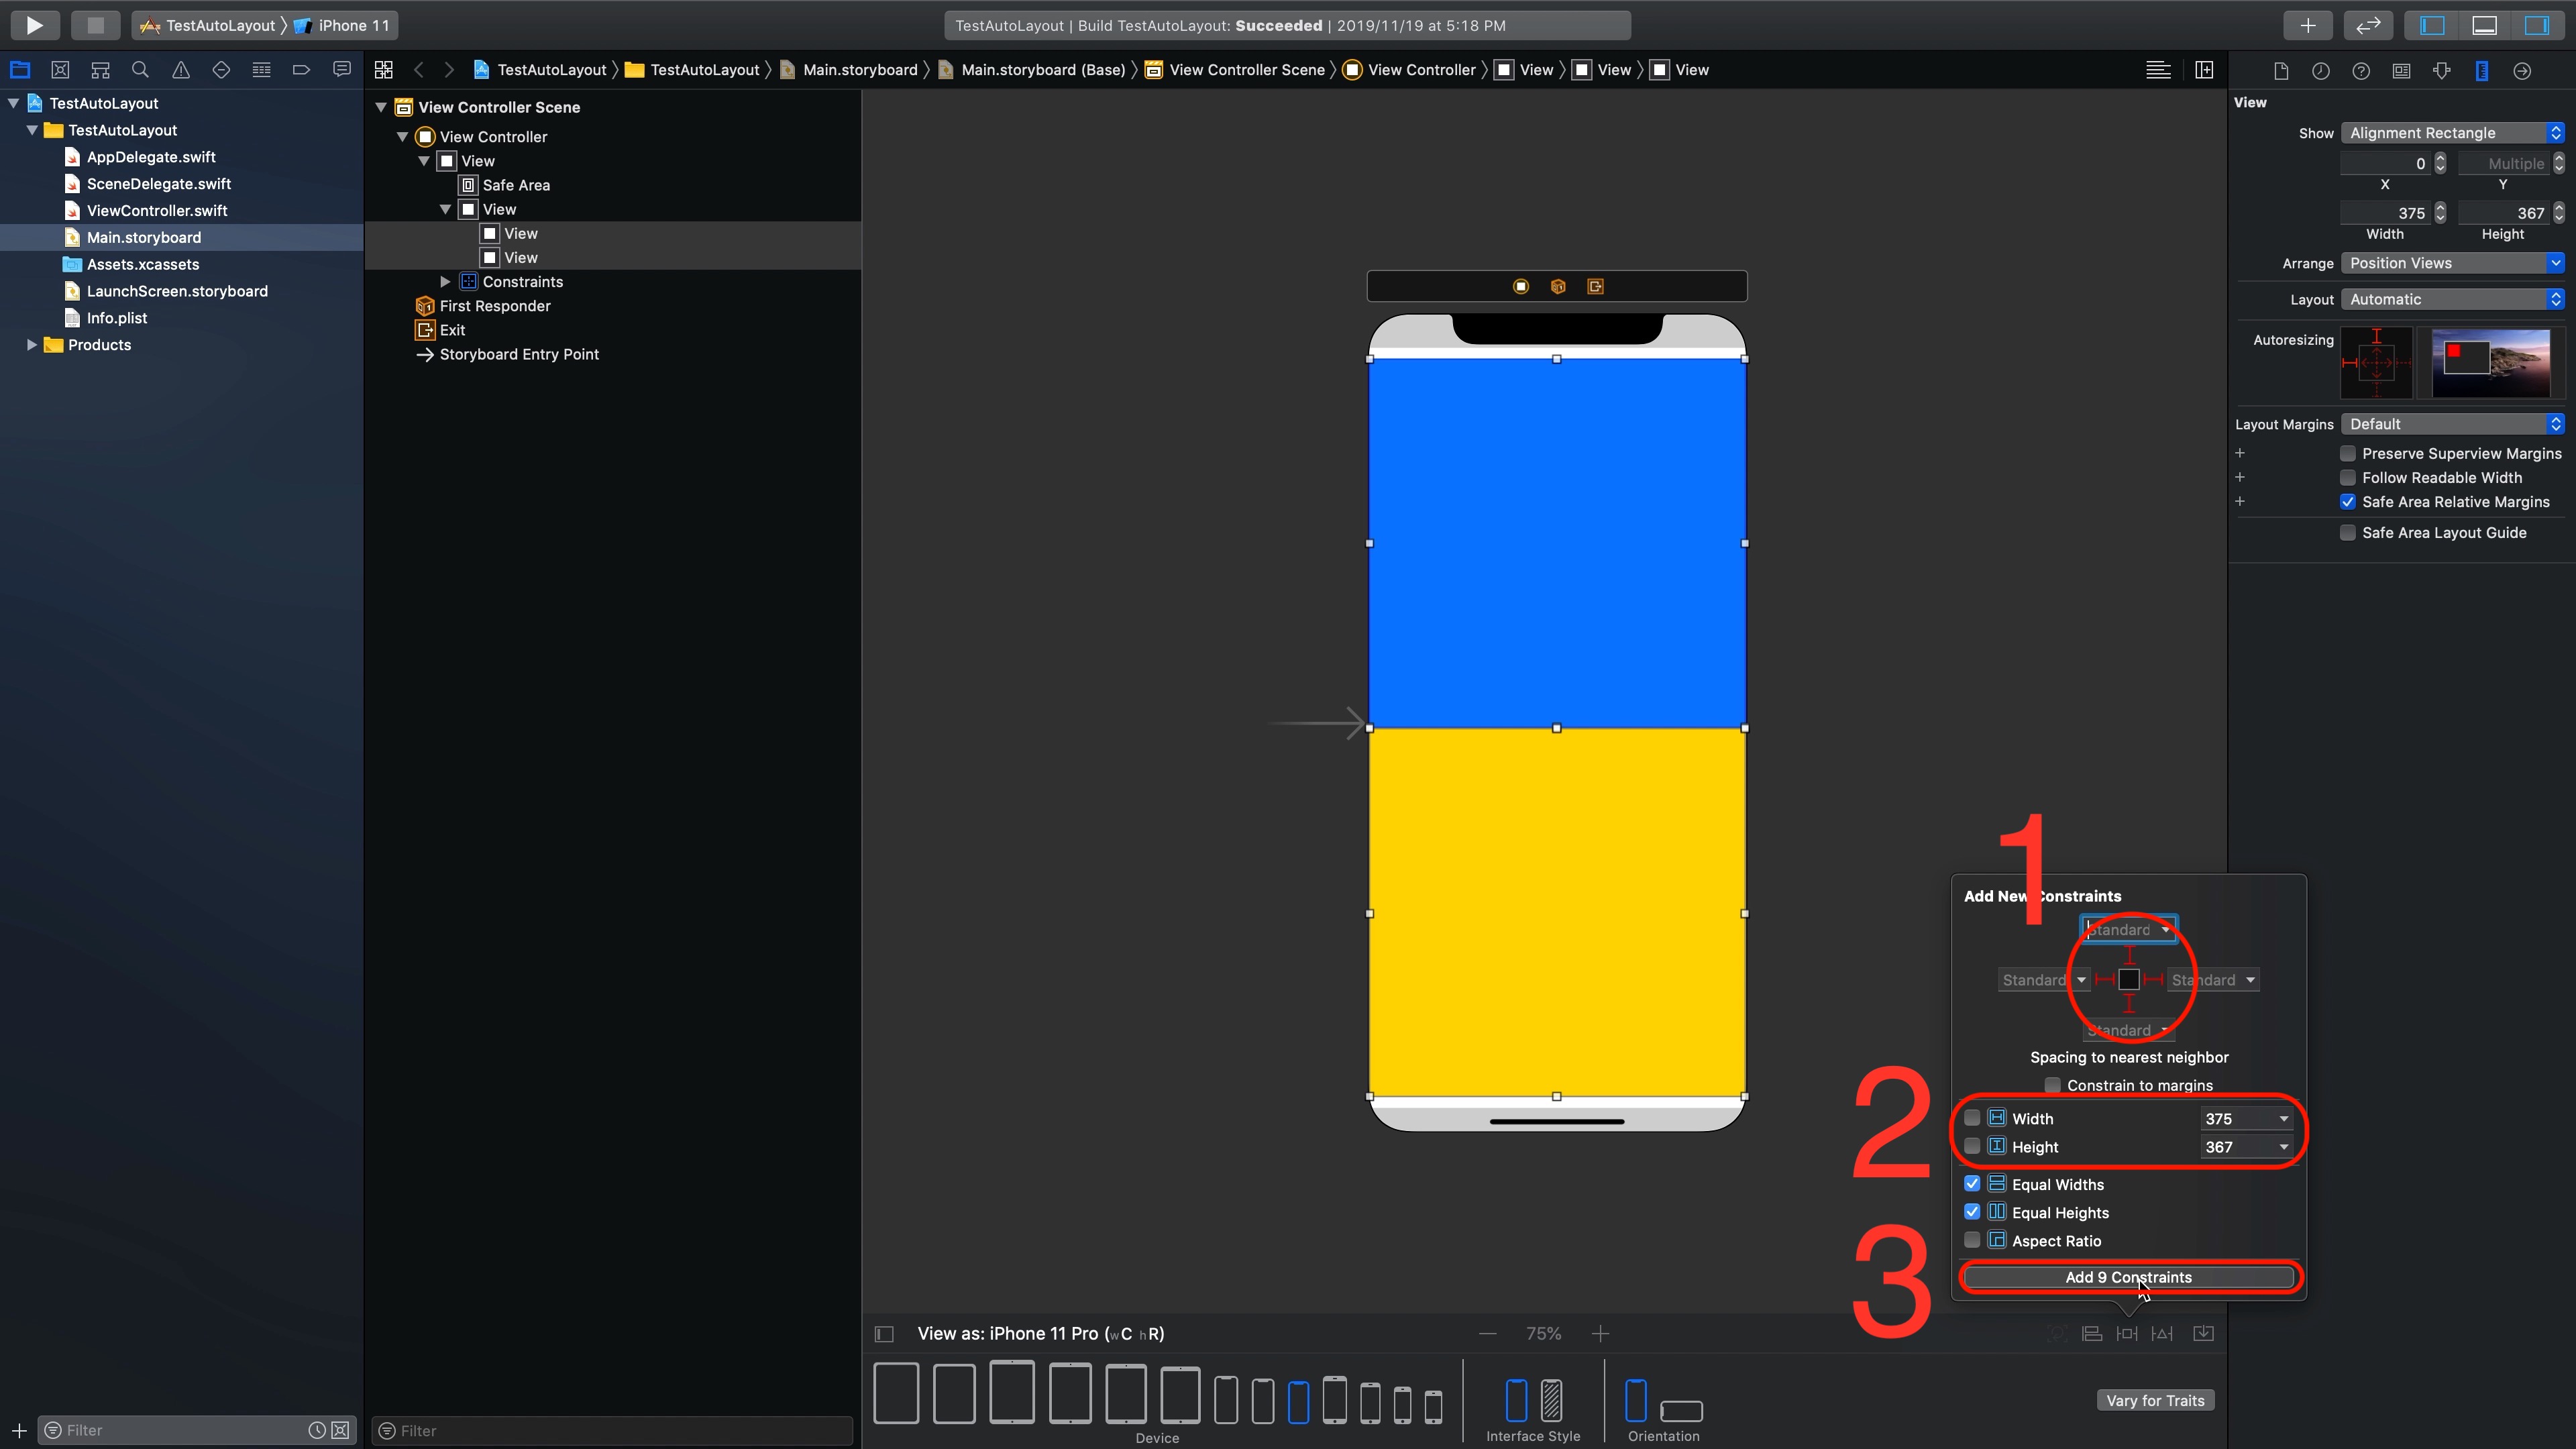 TestAutoLayout 〉 iPhone 11
TestAutoLayout | Build TestAutoLayout: Succeeded | 2019/11/19 at 5:18 PM
TestAutoLayout 〉 TestAutoLayout 〉 Main.storyboard 〉 Main.storyboard (Base) 〉 View Controller Scene 〉 View Controller 〉 View 〉 View 〉 View
TestAutoLayout
TestAutoLayout
AppDelegate.swift
SceneDelegate.swift
ViewController.swift
Main.storyboard
Assets.xcassets
LaunchScreen.storyboard
Info.plist
Products
Filter
View Controller Scene
View Controller
View
Safe Area
View
View
View
Constraints
First Responder
Exit
Storyboard Entry Point
Filter
1
2
3
Add New Constraints
Standard
Standard Standard
Standard
Spacing to nearest neighbor
Constrain to margins
Width 375
Height 367
Equal Widths
Equal Heights
Aspect Ratio
Add 9 Constraints
View as: iPhone 11 Pro (wC hR)
75%
Device
Interface Style
Orientation
Vary for Traits
View
Show Alignment Rectangle
0 Multiple
X Y
375 367
Width Height
Arrange Position Views
Layout Automatic
Autoresizing
Layout Margins Default
Preserve Superview Margins
Follow Readable Width
Safe Area Relative Margins
Safe Area Layout Guide